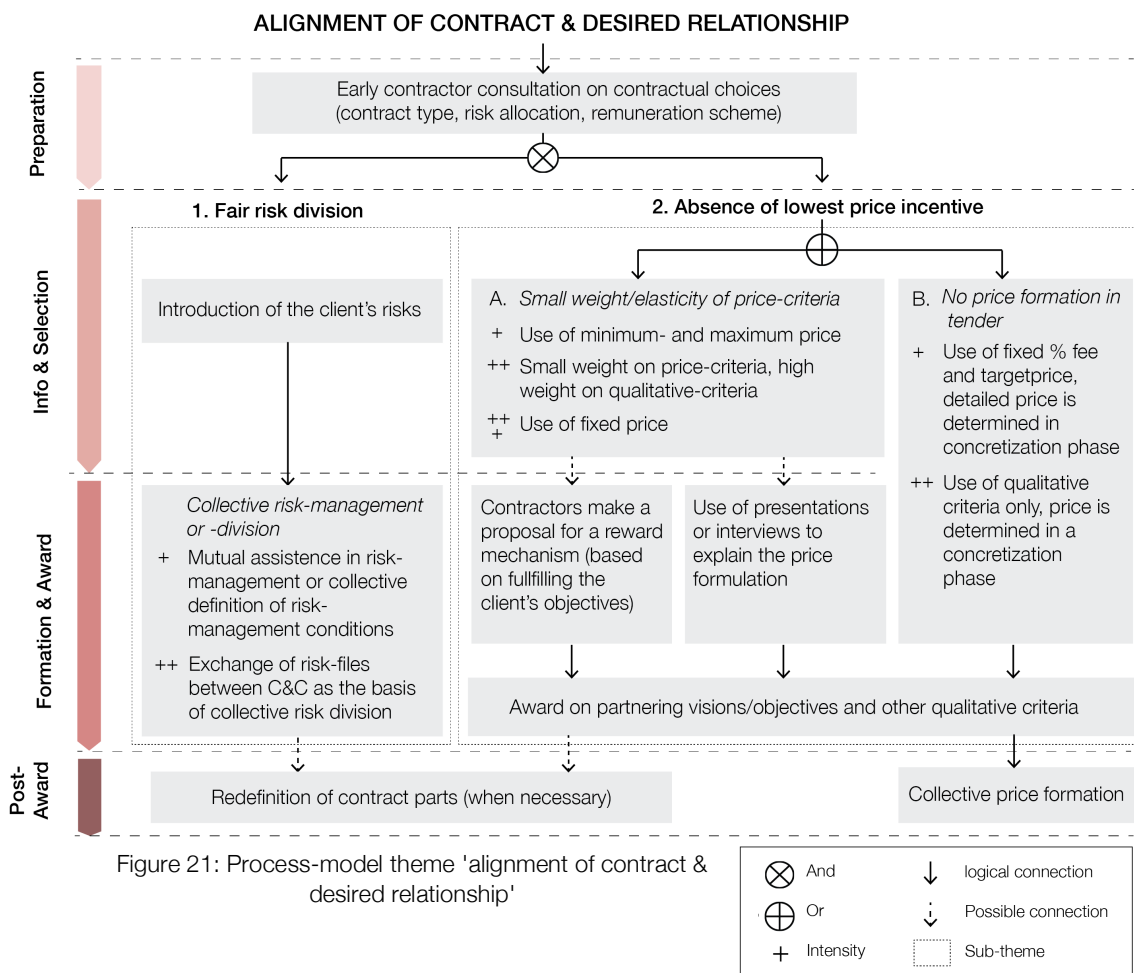 ALIGNMENT OF CONTRACT & DESIRED RELATIONSHIP
Preparation
Early contractor consultation on contractual choices
(contract type, risk allocation, remuneration scheme)
Info & Selection
1. Fair risk division
2. Absence of lowest price incentive
Introduction of the client's risks
A. Small weight/elasticity of price-criteria
+ Use of minimum- and maximum price
++ Small weight on price-criteria, high
weight on qualitative-criteria
++
+ Use of fixed price
B. No price formation in
tender
+ Use of fixed % fee
and targetprice,
detailed price is
determined in
concretization phase
++ Use of qualitative
criteria only, price is
determined in a
concretization
phase
Formation & Award
Collective risk-management
or -division
+ Mutual assistence in risk-
management or collective
definition of risk-
management conditions
++ Exchange of risk-files
between C&C as the basis
of collective risk division
Contractors make a
proposal for a reward
mechanism (based
on fullfilling the
client's objectives)
Use of presentations
or interviews to
explain the price
formulation
Award on partnering visions/objectives and other qualitative criteria
Post-
Award
Redefinition of contract parts (when necessary)
Collective price formation
Figure 21: Process-model theme 'alignment of contract &
desired relationship'
And
logical connection
Or
Possible connection
+ Intensity
Sub-theme